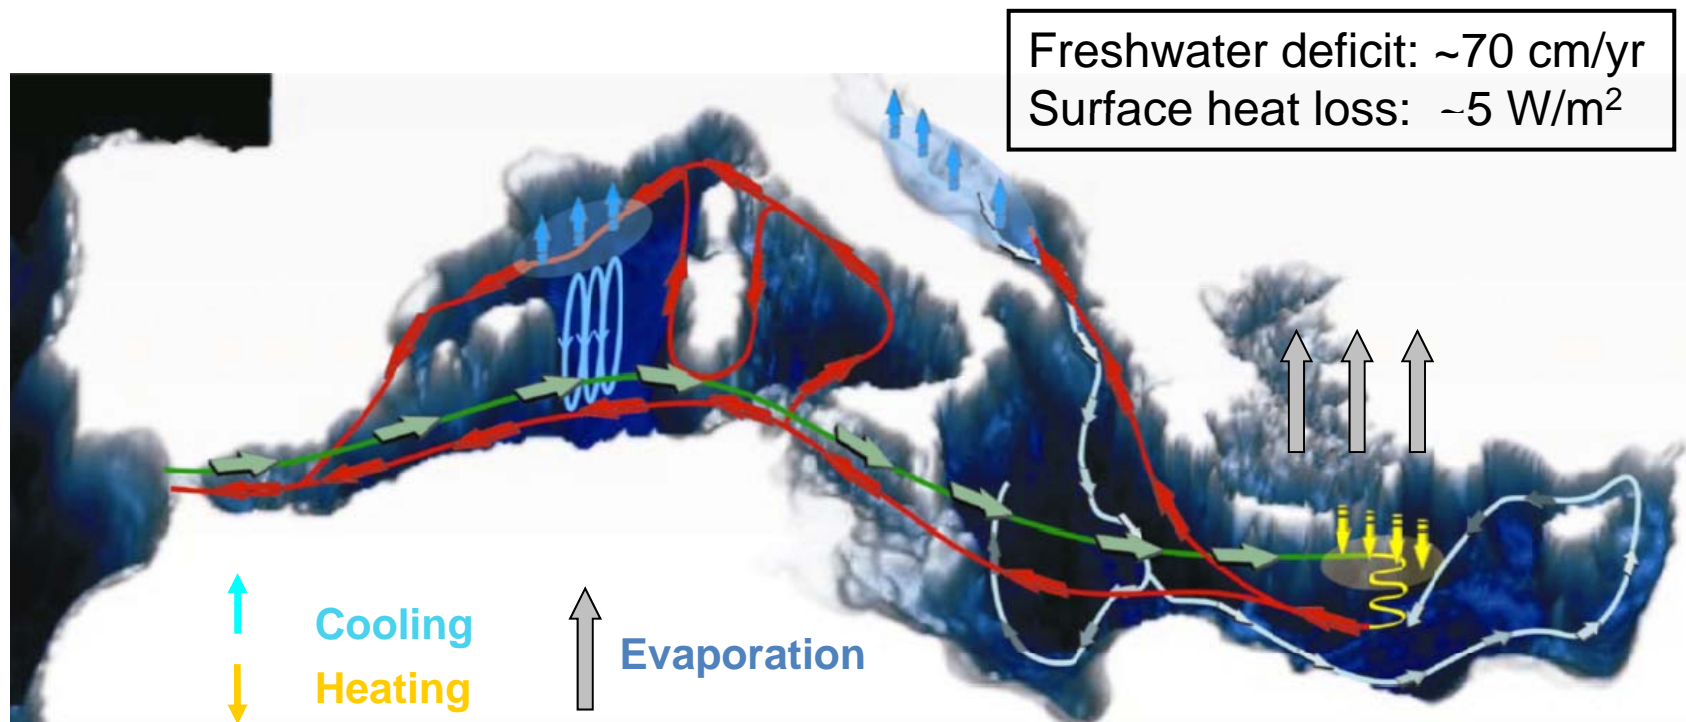 Freshwater deficit: ~70 cm/yr
Surface heat loss: ~5 W/m²
Cooling
Heating
Evaporation